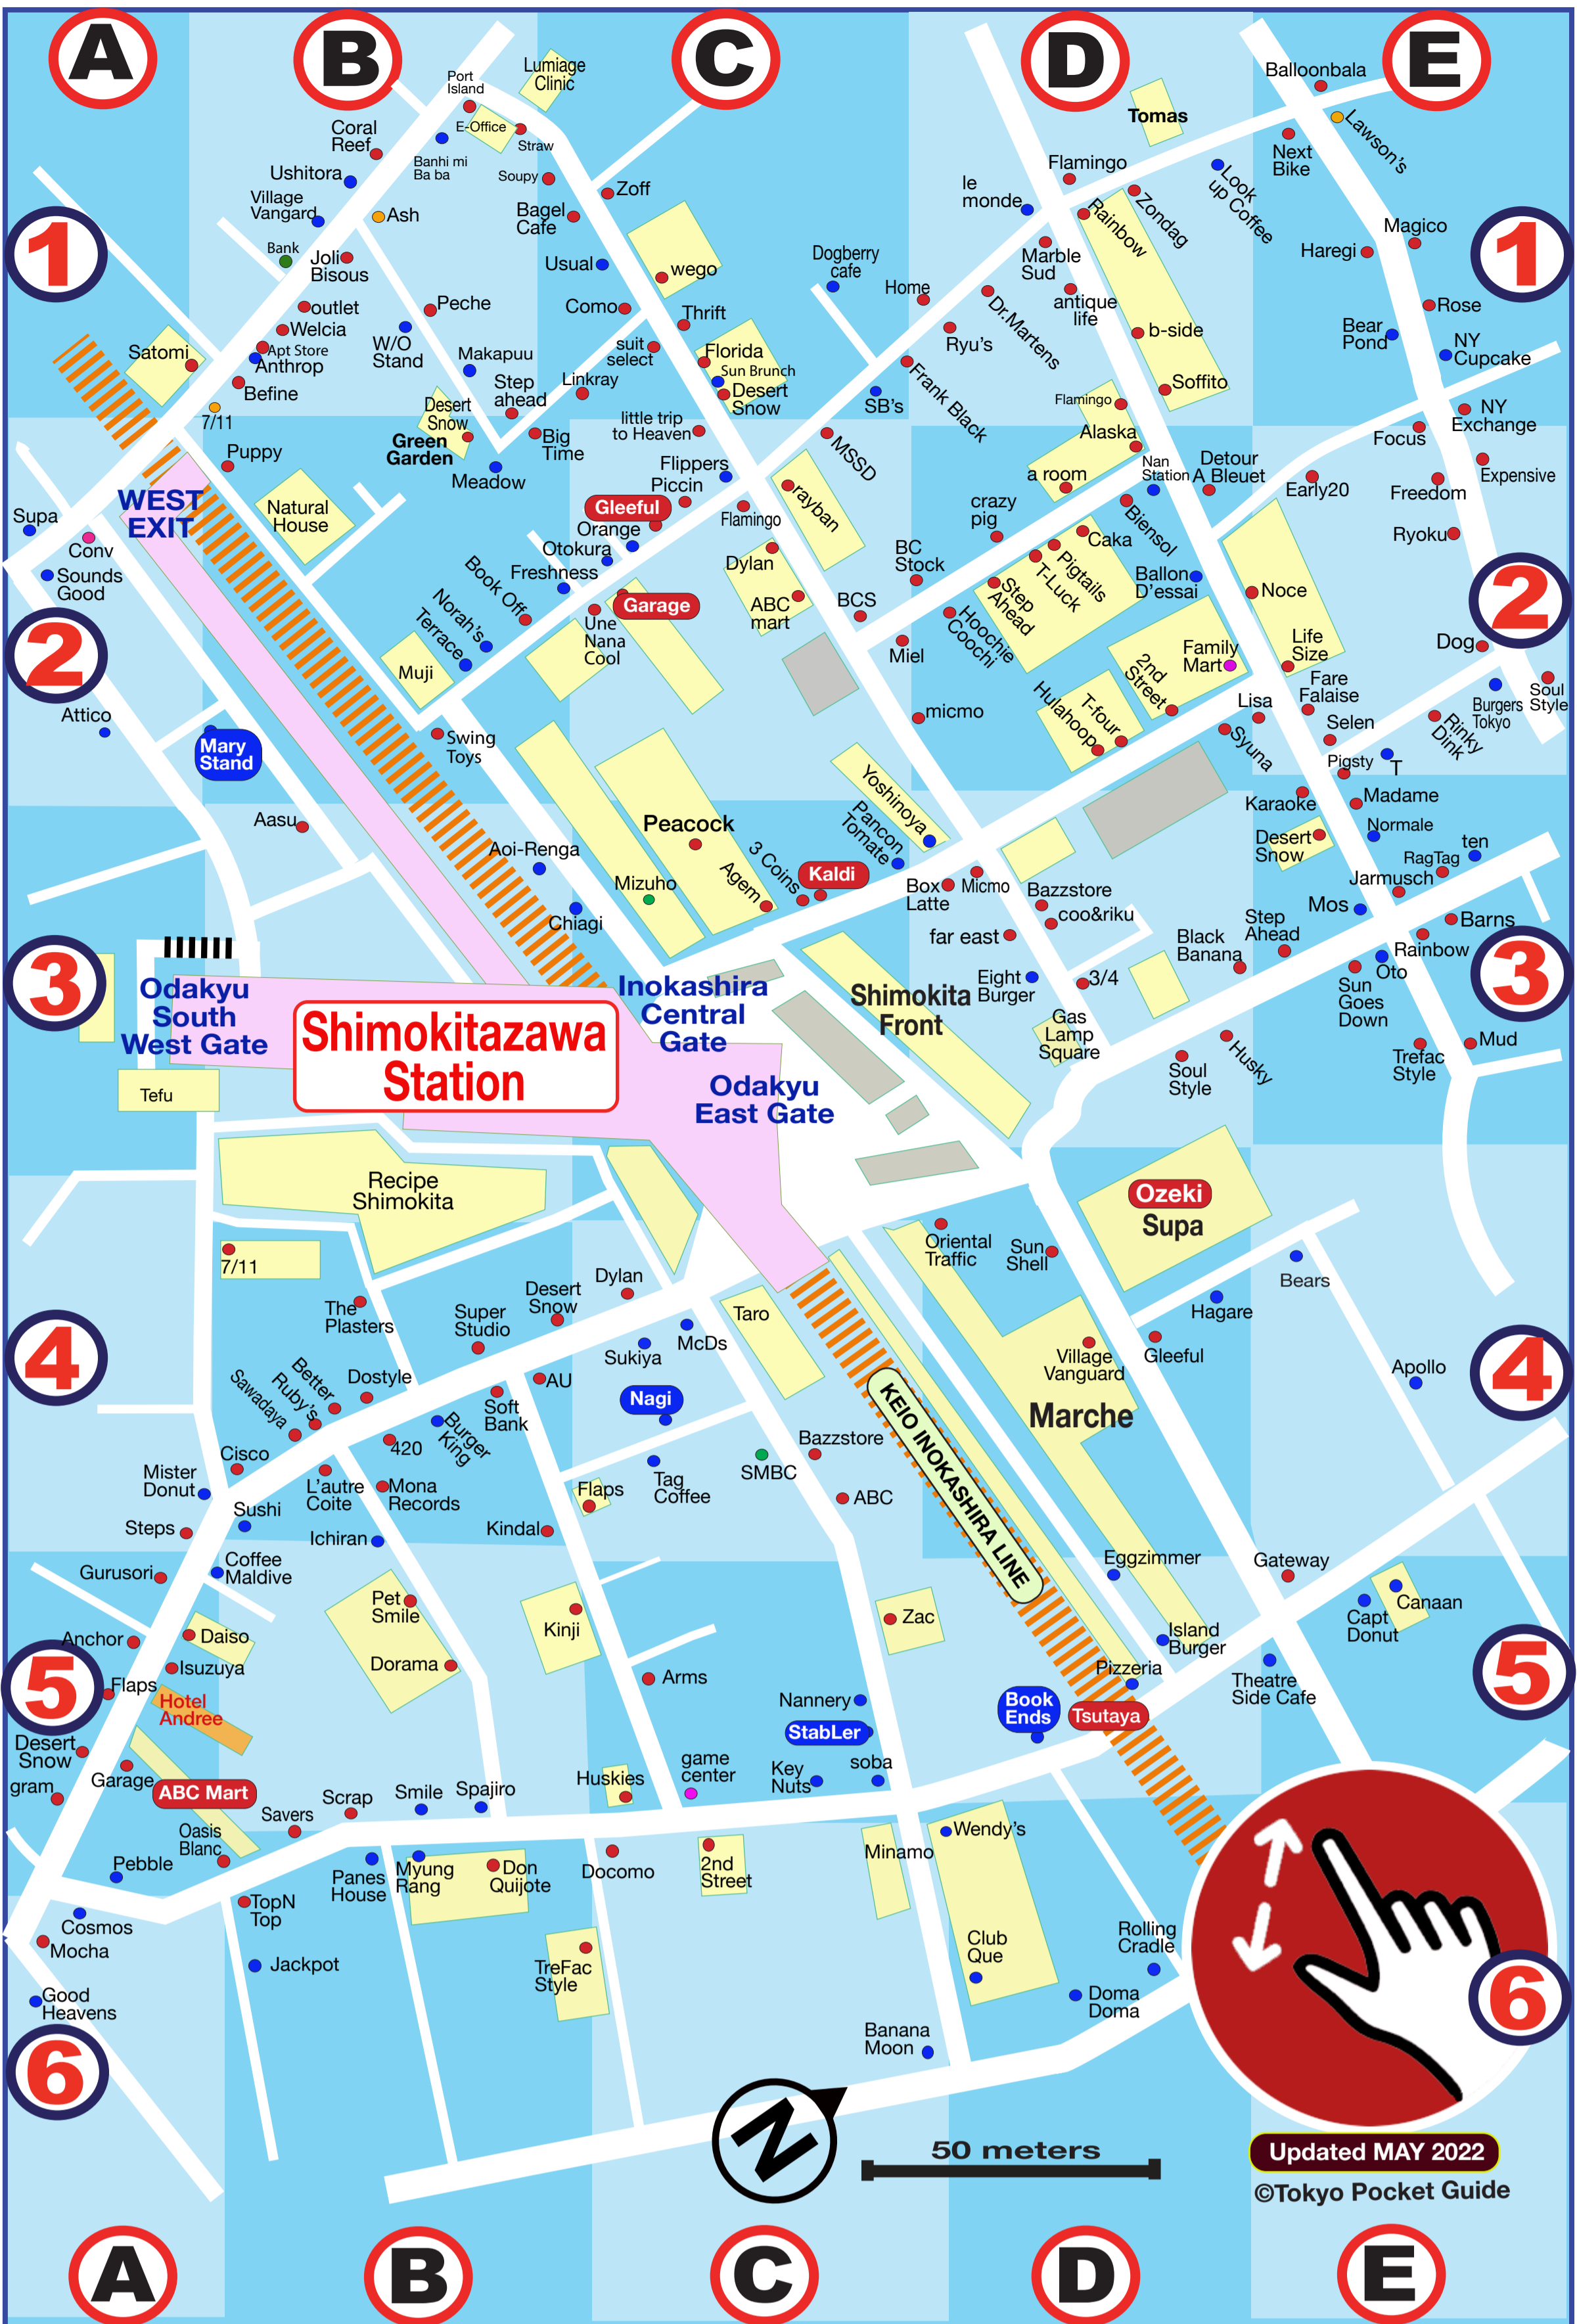 A
B
C
D
E
Port
Island
Lumiage
Clinic
E-Office
Straw
Coral
Reef
Banhi mi
Ba ba
Ushitora
Soupy
Zoff
Village
Vangard
Ash
Bagel
Cafe
Bank
Joli
Bisous
Usual
wego
outlet
Peche
Como
Thrift
Welcia
W/O
Stand
Satomi
Apt Store
Anthrop
Makapuu
suit
select
Florida
Sun Brunch
Desert
Snow
Befine
Step
ahead
Linkray
7/11
Desert
Snow
Green
Garden
Big
Time
little trip
to Heaven
1
Balloonbala
Tomas
Lawson's
Next
Bike
Flamingo
Look
up Coffee
le
monde
Rainbow
Zondag
Marble
Sud
Magico
Haregi
1
Dogberry
cafe
Home
Dr.Martens
antique
life
Rose
Ryu's
b-side
Bear
Pond
NY
Cupcake
SB's
Frank Black
Soffito
Flamingo
NY
Exchange
Alaska
Focus
MSSD
Puppy
Meadow
Flippers
Piccin
WEST
EXIT
Natural
House
Gleeful
Orange
Flamingo
rayban
Supa
Conv
Otokura
Freshness
Dylan
Sounds
Good
Book Off
Norah's
Terrace
Garage
Une
Nana
Cool
ABC
mart
BCS
2
Muji
Attico
Mary
Stand
Swing
Toys
a room
Nan
Station
Detour
A Bleuet
Early20
Expensive
Freedom
crazy
pig
Biensol
Ryoku
BC
Stock
Caka
Pigtails
T-Luck
Step
Ahead
Ballon
D'essai
Noce
2
Hoochie
Coochi
Miel
Family
Mart
Life
Size
Dog
2nd
Street
Fare
Falaise
Burgers
Tokyo
Soul
Style
micmo
Hulahoop
T-four
Lisa
Selen
Rinky
Dink
Syuna
Pigsty
T
Aasu
Aoi-Renga
Peacock
Yoshinoya
Pancon
Tomate
3 Coins
Kaldi
Agem
Mizuho
Chiagi
Karaoke
Madame
Desert
Snow
Normale
ten
RagTag
Jarmusch
Box
Latte
Micmo
Bazzstore
coo&riku
far east
Mos
Barns
Step
Ahead
Black
Banana
Rainbow
3
Odakyu
South
West Gate
Shimokitazawa
Station
Inokashira
Central
Gate
Odakyu
East Gate
Shimokita
Front
Eight
Burger
3/4
Oto
Sun
Goes
Down
3
Gas
Lamp
Square
Soul
Style
Husky
Trefac
Style
Mud
Tefu
Recipe
Shimokita
Ozeki
Supa
Oriental
Traffic
Sun
Shell
Bears
7/11
Hagare
The
Plasters
Desert
Snow
Dylan
Super
Studio
Taro
Sukiya
McDs
4
Village
Vanguard
Gleeful
Apollo
4
Sawadaya
Ruby's
Better
Dostyle
AU
Nagi
Soft
Bank
KEIO INOKASHIRA LINE
Marche
Burger
King
420
Cisco
Bazzstore
SMBC
Mister
Donut
L'autre
Coite
Mona
Records
Flaps
Tag
Coffee
ABC
Sushi
Steps
Ichiran
Kindal
Gurusori
Coffee
Maldive
Eggzimmer
Gateway
Pet
Smile
Kinji
Zac
Capt
Donut
Canaan
Anchor
Daiso
Island
Burger
Dorama
Isuzuya
Arms
Pizzeria
Theatre
Side Cafe
5
5
Flaps
Hotel
Andree
Nannery
StabLer
Book
Ends
Tsutaya
Desert
Snow
gram
Garage
ABC Mart
Huskies
game
center
Key
Nuts
soba
Scrap
Smile
Spajiro
Savers
Oasis
Blanc
Minamo
Wendy's
Pebble
Panes
House
Myung
Rang
Don
Quijote
Docomo
2nd
Street
TopN
Top
Cosmos
Mocha
Jackpot
TreFac
Style
Club
Que
Rolling
Cradle
Good
Heavens
Doma
Doma
Banana
Moon
6
6
N
50 meters
Updated MAY 2022
©Tokyo Pocket Guide
A
B
C
D
E